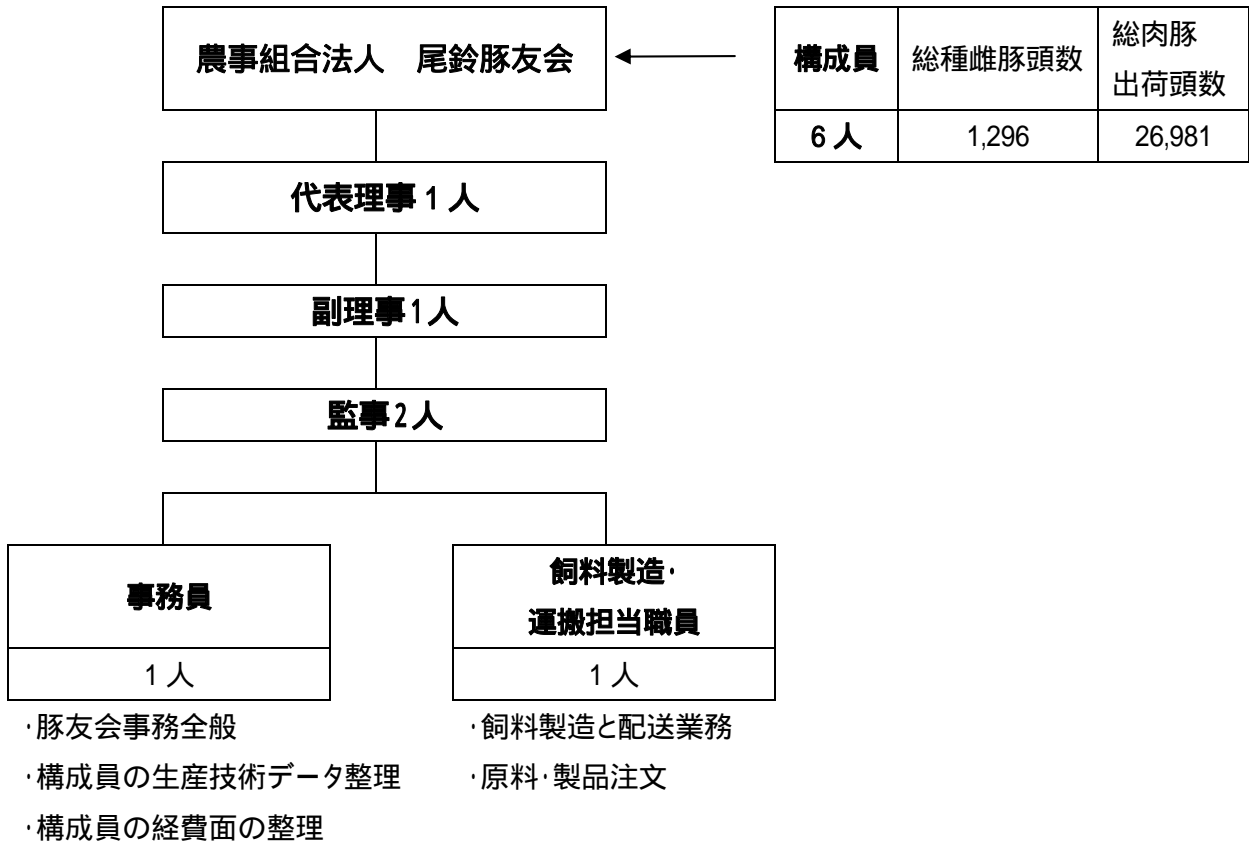 農事組合法人　尾鈴豚友会
構成員
総種雌豚頭数
総肉豚
出荷頭数
6 人
1,296
26,981
代表理事 1 人
副理事1人
監事2人
事務員
1 人
・豚友会事務全般
・構成員の生産技術データ整理
・構成員の経費面の整理
飼料製造・
運搬担当職員
1 人
・飼料製造と配送業務
・原料・製品注文